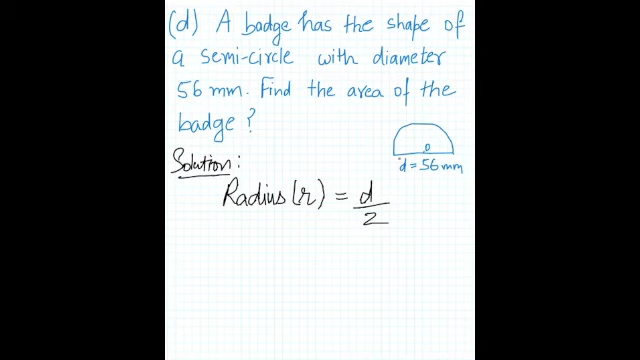 (d) A badge has the shape of
a semi-circle with diameter
56 mm. Find the area of the
badge?
d = 56 mm
Solution:
Radius (r) = d/2